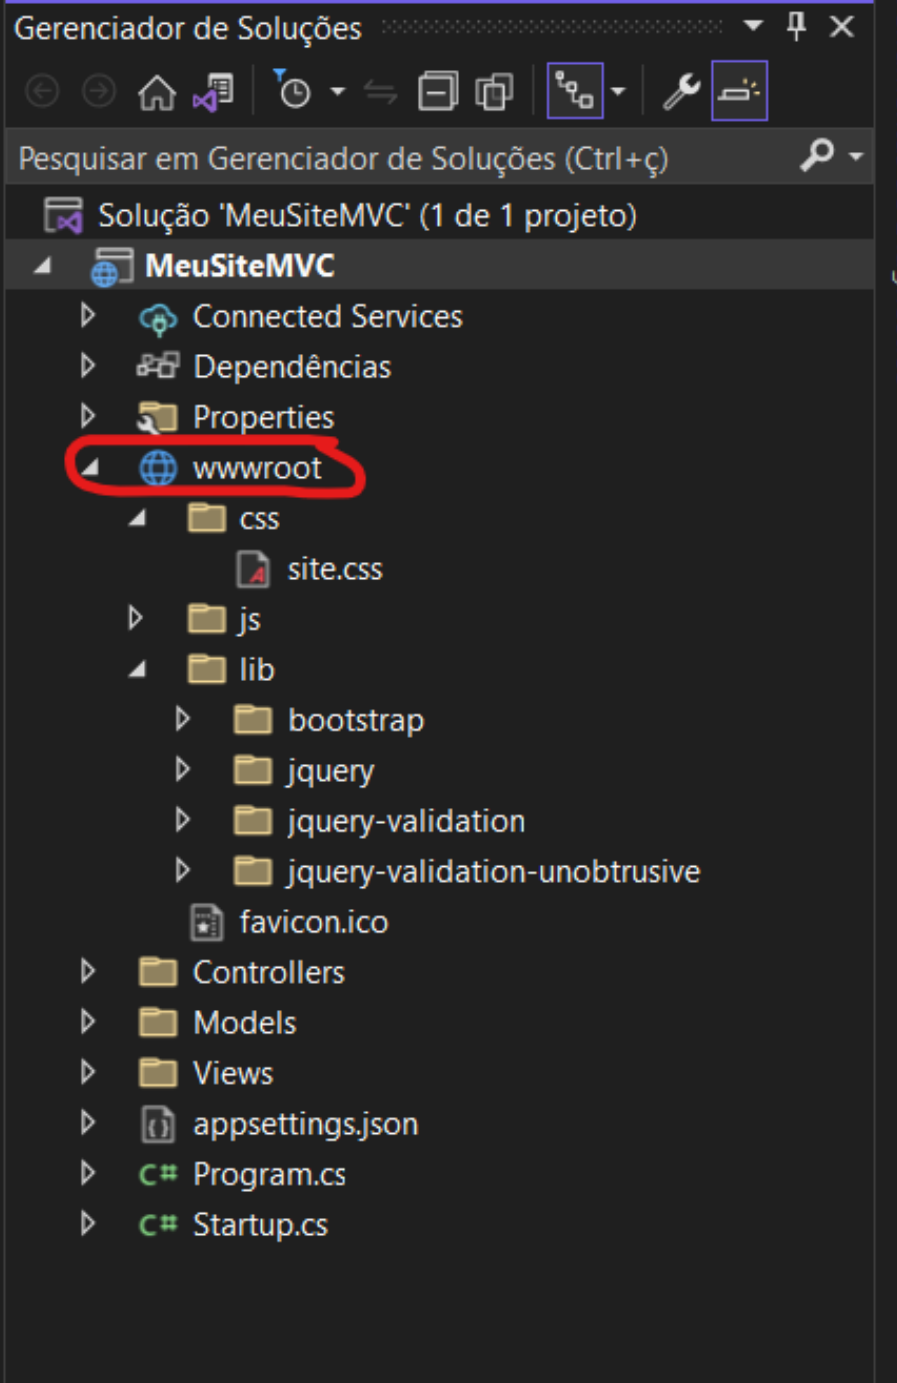 Gerenciador de Soluções
Pesquisar em Gerenciador de Soluções (Ctrl+ç)
Solução 'MeuSiteMVC' (1 de 1 projeto)
MeuSiteMVC
Connected Services
Dependências
Properties
wwwroot
css
site.css
js
lib
bootstrap
jquery
jquery-validation
jquery-validation-unobtrusive
favicon.ico
Controllers
Models
Views
appsettings.json
C# Program.cs
C# Startup.cs